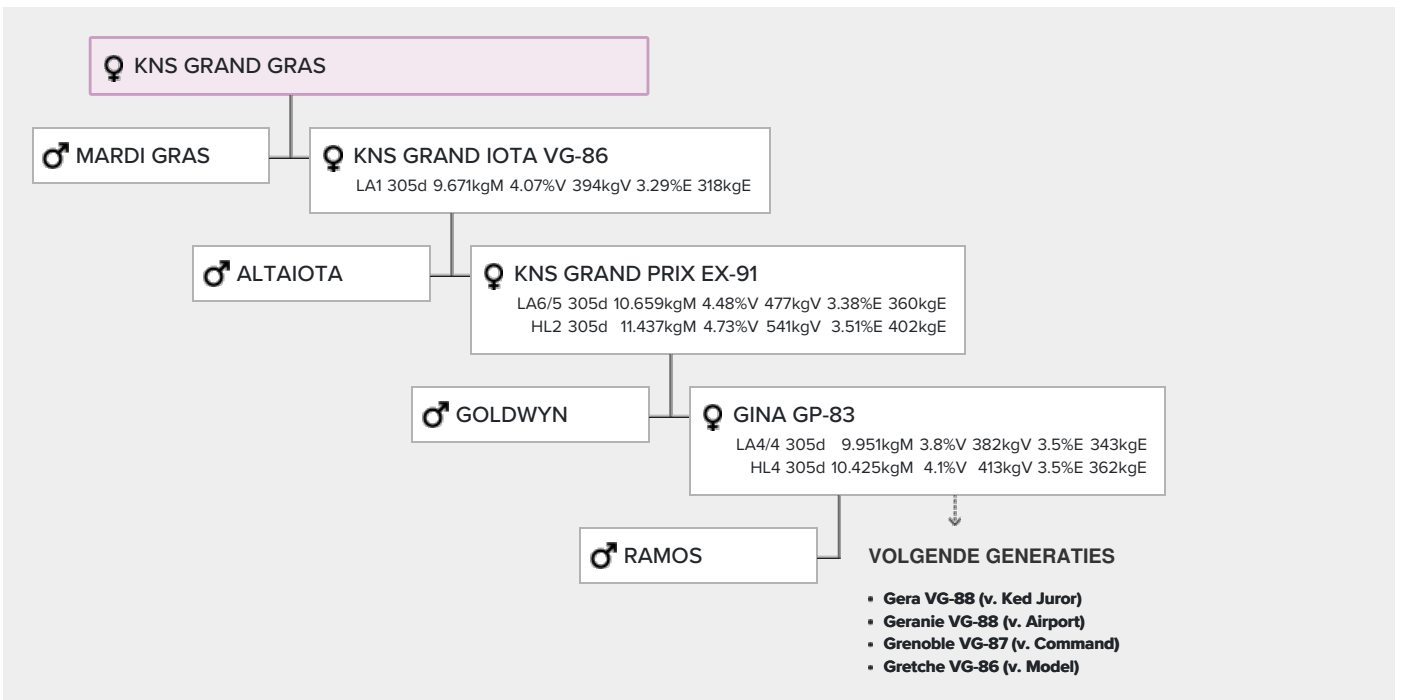 KNS GRAND GRAS
MARDI GRAS
KNS GRAND IOTA VG-86
LA1 305d 9.671kgM 4.07%V 394kgV 3.29%E 318kgE
ALTAIOTA
KNS GRAND PRIX EX-91
LA6/5 305d 10.659kgM 4.48%V 477kgV 3.38%E 360kgE
HL2 305d 11.437kgM 4.73%V 541kgV 3.51%E 402kgE
GOLDWYN
GINA GP-83
LA4/4 305d 9.951kgM 3.8%V 382kgV 3.5%E 343kgE
HL4 305d 10.425kgM 4.1%V 413kgV 3.5%E 362kgE
RAMOS
VOLGENDE GENERATIES
• Gera VG-88 (v. Ked Juror)
• Geranie VG-88 (v. Airport)
• Grenoble VG-87 (v. Command)
• Gretche VG-86 (v. Model)